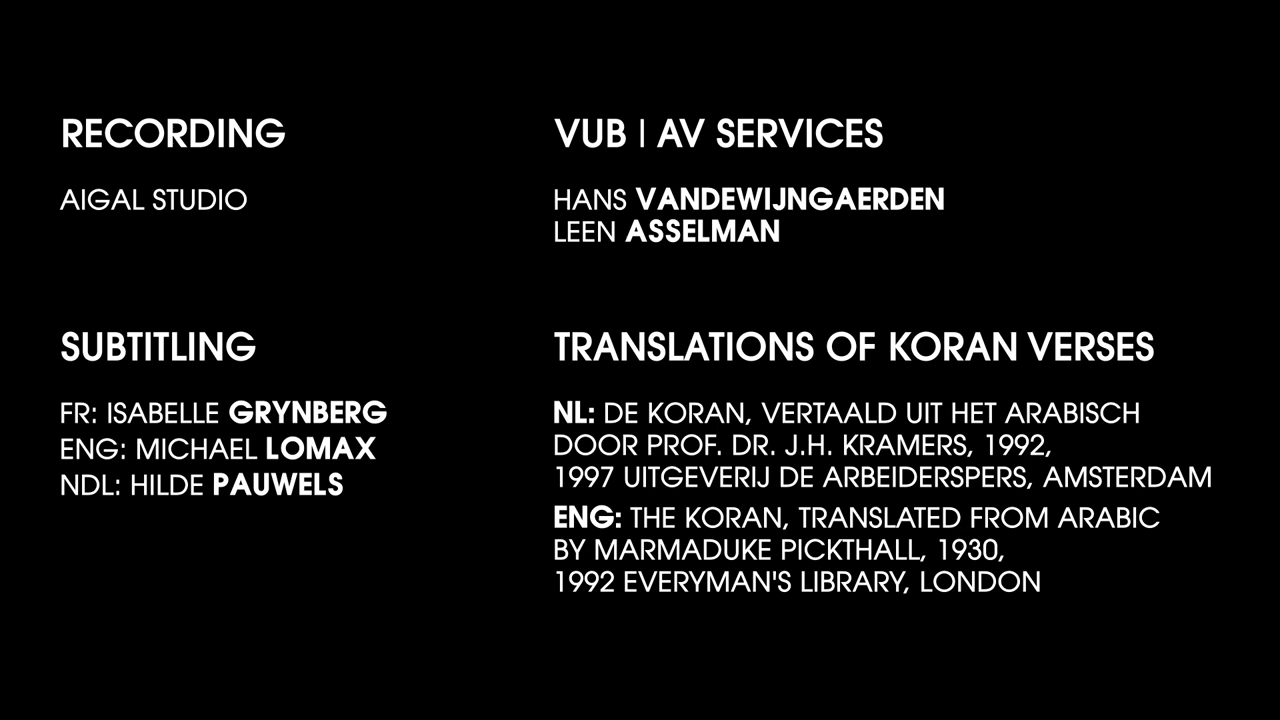 RECORDING
AIGAL STUDIO
VUB | AV SERVICES
HANS VANDEWIJNGAERDEN
LEEN ASSELMAN
SUBTITLING
FR: ISABELLE GRYNBERG
ENG: MICHAEL LOMAX
NDL: HILDE PAUWELS
TRANSLATIONS OF KORAN VERSES
NL: DE KORAN, VERTAALD UIT HET ARABISCH
DOOR PROF. DR. J.H. KRAMERS, 1992,
1997 UITGEVERIJ DE ARBEIDERSPERS, AMSTERDAM
ENG: THE KORAN, TRANSLATED FROM ARABIC
BY MARMADUKE PICKTHALL, 1930,
1992 EVERYMAN'S LIBRARY, LONDON